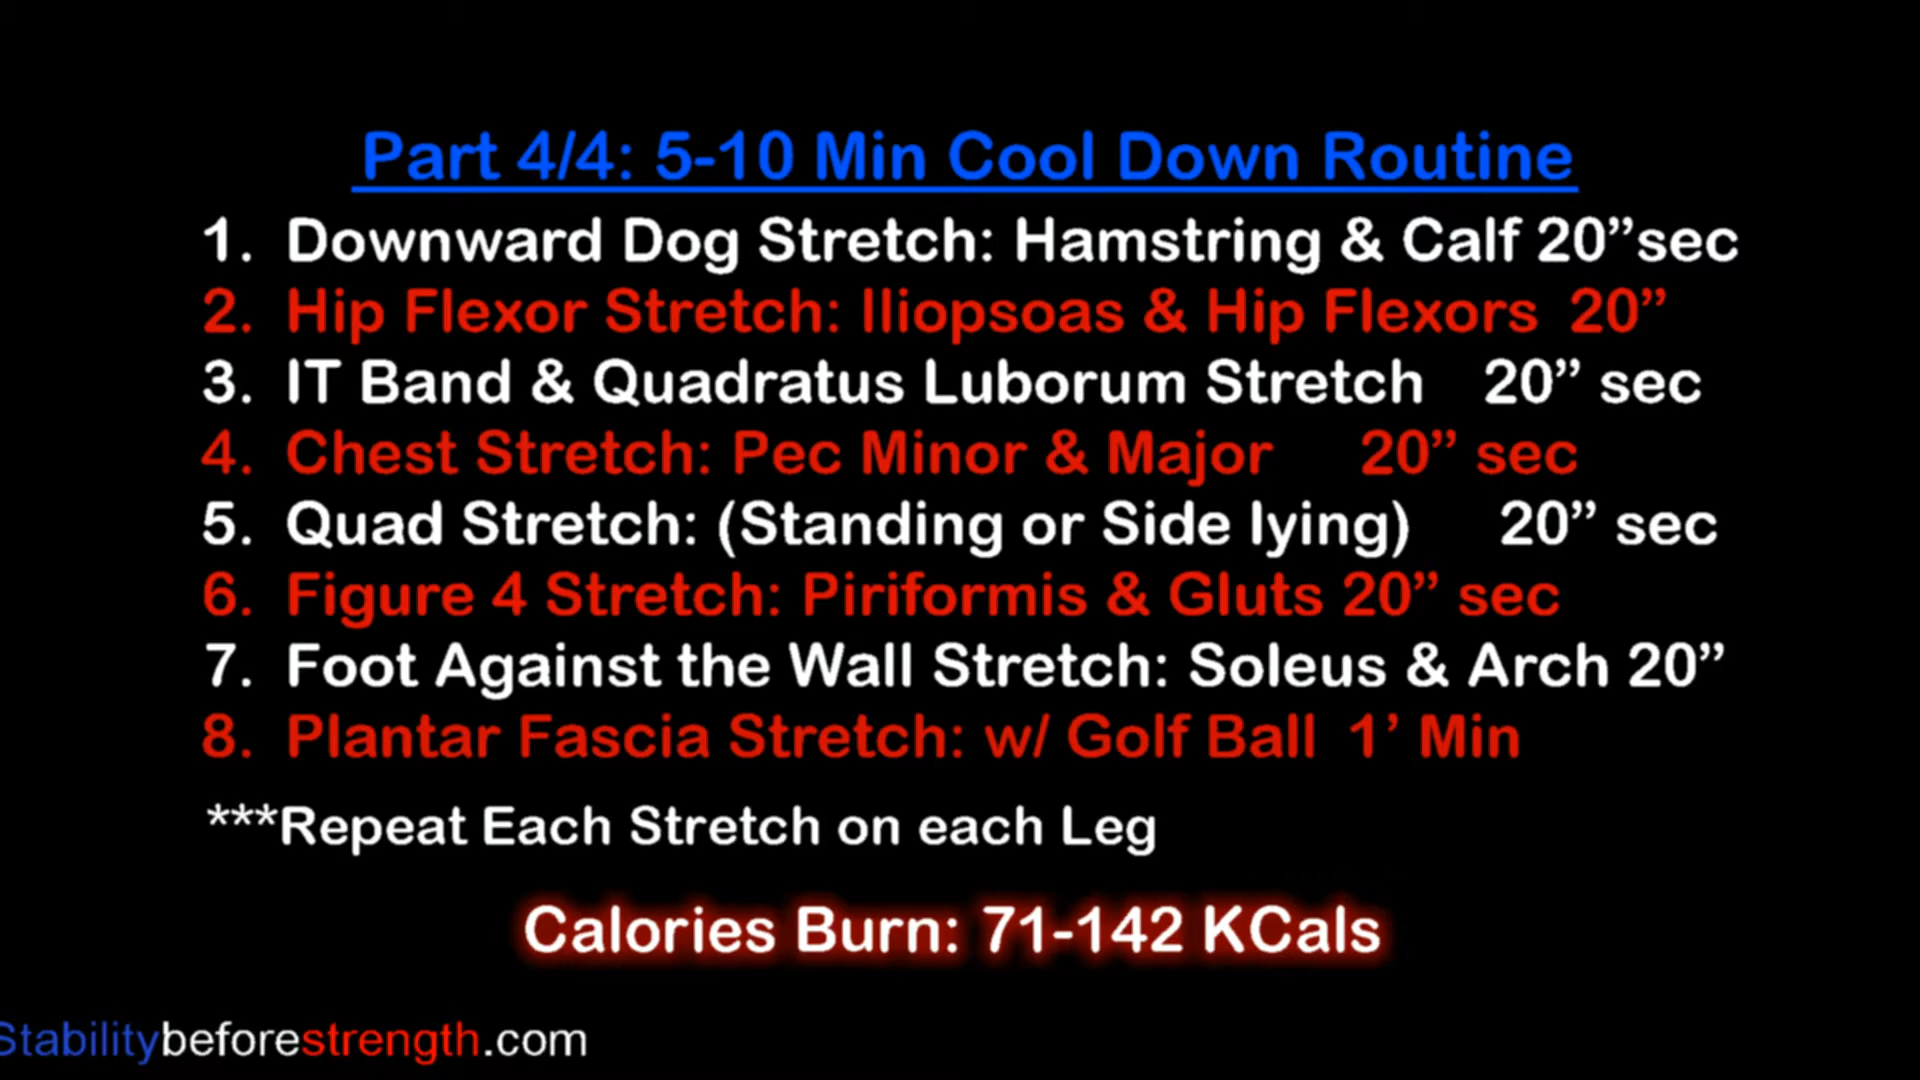 Part 4/4: 5-10 Min Cool Down Routine
1. Downward Dog Stretch: Hamstring & Calf 20”sec
2. Hip Flexor Stretch: Iliopsoas & Hip Flexors 20”
3. IT Band & Quadratus Luborum Stretch 20” sec
4. Chest Stretch: Pec Minor & Major 20” sec
5. Quad Stretch: (Standing or Side lying) 20” sec
6. Figure 4 Stretch: Piriformis & Gluts 20” sec
7. Foot Against the Wall Stretch: Soleus & Arch 20”
8. Plantar Fascia Stretch: w/ Golf Ball 1’ Min
***Repeat Each Stretch on each Leg
Calories Burn: 71-142 KCals
Stabilitybeforestrength.com